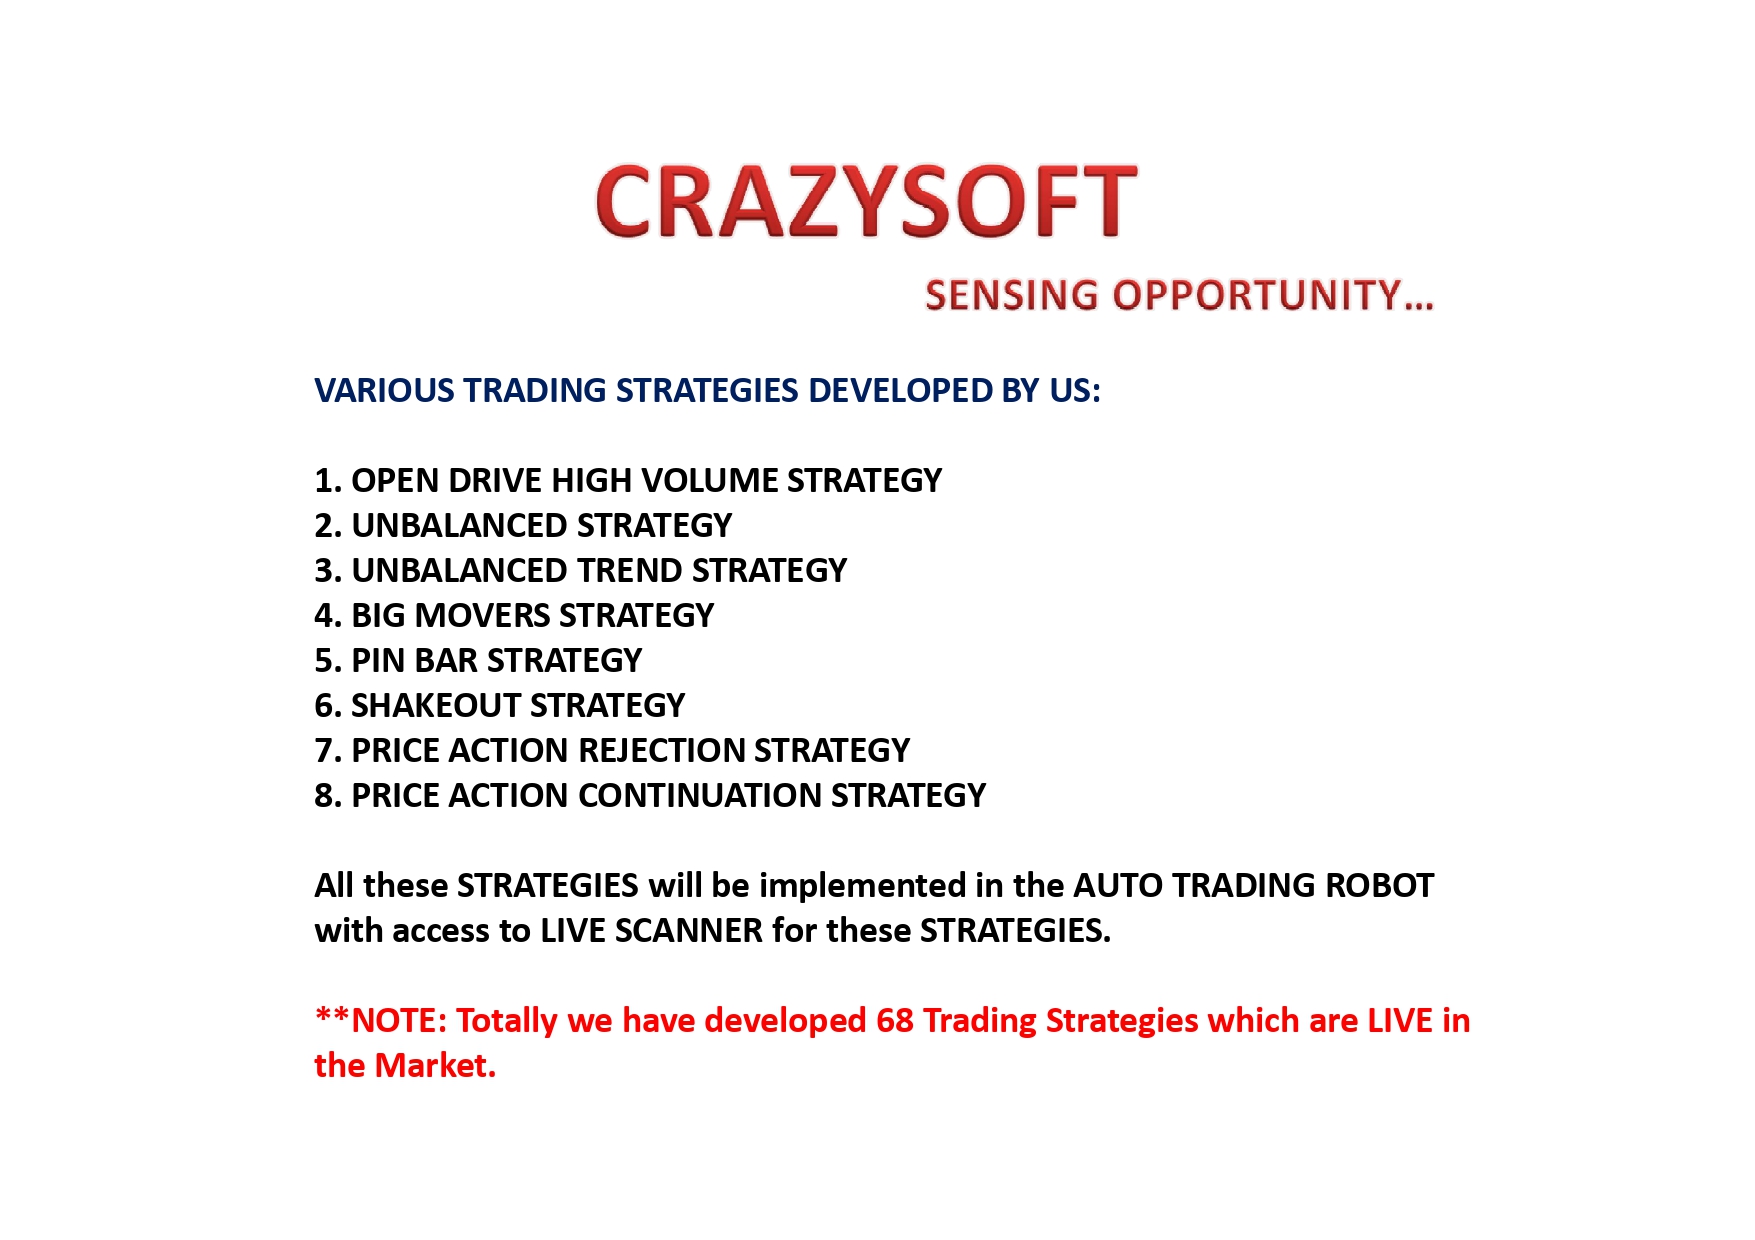 CRAZYSOFT
SENSING OPPORTUNITY...
VARIOUS TRADING STRATEGIES DEVELOPED BY US:
1. OPEN DRIVE HIGH VOLUME STRATEGY
2. UNBALANCED STRATEGY
3. UNBALANCED TREND STRATEGY
4. BIG MOVERS STRATEGY
5. PIN BAR STRATEGY
6. SHAKEOUT STRATEGY
7. PRICE ACTION REJECTION STRATEGY
8. PRICE ACTION CONTINUATION STRATEGY
All these STRATEGIES will be implemented in the AUTO TRADING ROBOT
with access to LIVE SCANNER for these STRATEGIES.
**NOTE: Totally we have developed 68 Trading Strategies which are LIVE in
the Market.